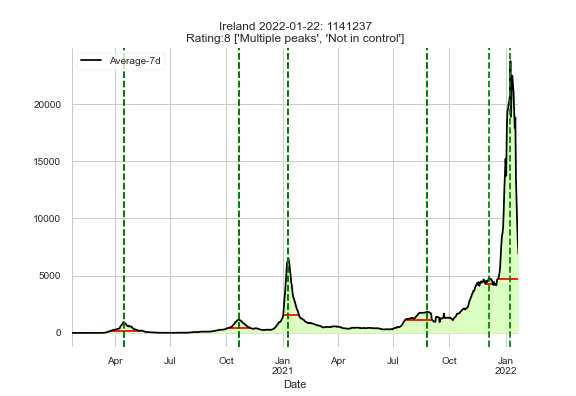 Ireland 2022-01-22: 1141237
Rating:8 ['Multiple peaks', 'Not in control']
Average-7d
20000
15000
10000
5000
0
Apr Jul Oct Jan Apr Jul Oct Jan
2021 2022
Date